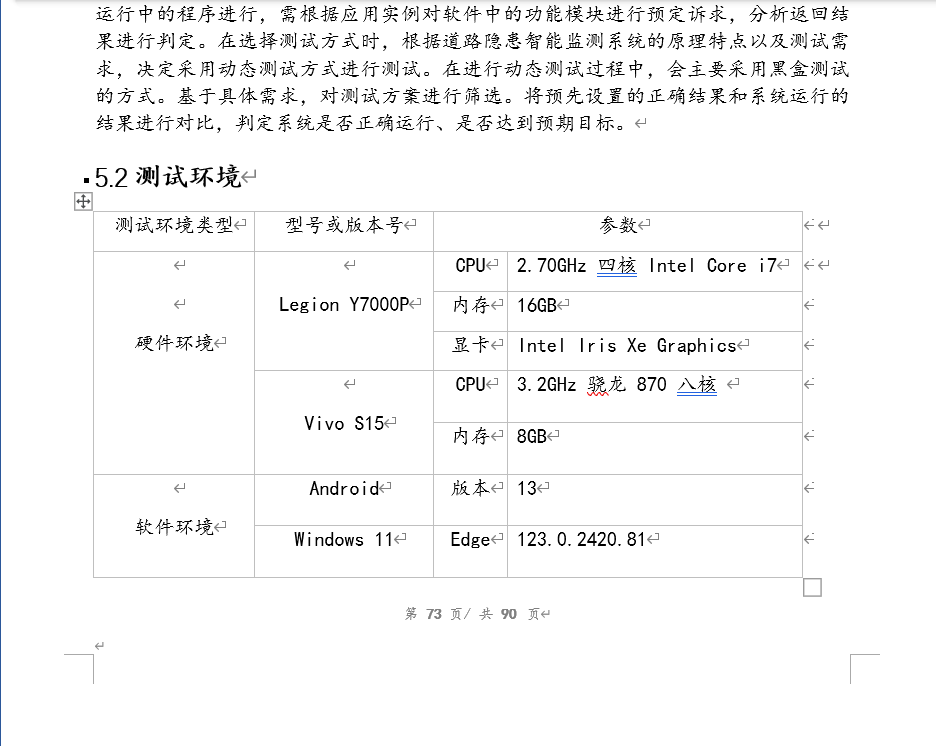 运行中的程序进行，需根据应用实例对软件中的功能模块进行预定诉求，分析返回结
果进行判定。在选择测试方式时，根据道路隐患智能监测系统的原理特点以及测试需
求，决定采用动态测试方式进行测试。在进行动态测试过程中，会主要采用黑盒测试
的方式。基于具体需求，对测试方案进行筛选。将预先设置的正确结果和系统运行的
结果进行对比，判定系统是否正确运行、是否达到预期目标。
5.2 测试环境
测试环境类型 型号或版本号 参数
硬件环境
Legion Y7000P
CPU 2.70GHz 四核 Intel Core i7
内存 16GB
显卡 Intel Iris Xe Graphics
Vivo S15
CPU 3.2GHz 骁龙 870 八核
内存 8GB
软件环境
Android 版本 13
Windows 11 Edge 123.0.2420.81
第 73 页/ 共 90 页